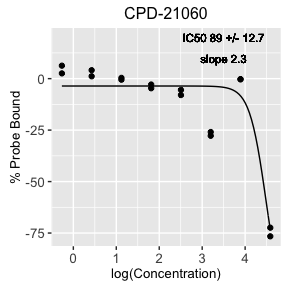 CPD-21060
IC50 89 +/- 12.7
slope 2.3
% Probe Bound
0
-25
-50
-75
0 1 2 3 4
log(Concentration)